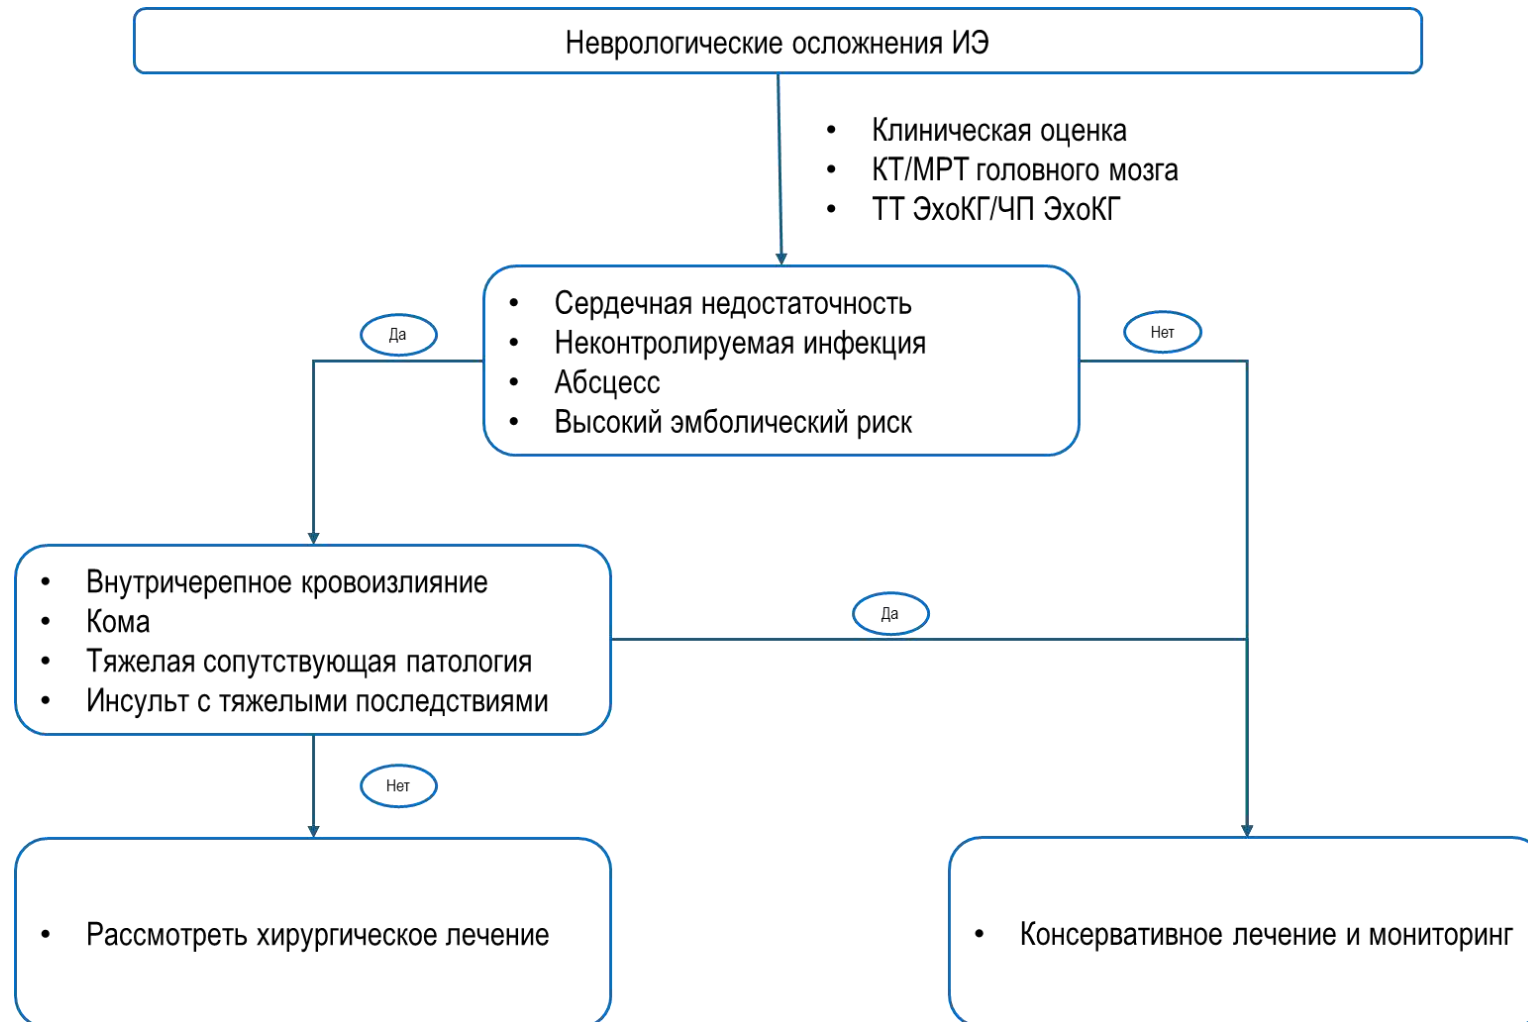 Неврологические осложнения ИЭ
• Клиническая оценка
• КТ/МРТ головного мозга
• ТТ ЭхоКГ/ЧП ЭхоКГ
• Сердечная недостаточность
• Неконтролируемая инфекция
• Абсцесс
• Высокий эмболический риск
Да
Нет
• Внутричерепное кровоизлияние
• Кома
• Тяжелая сопутствующая патология
• Инсульт с тяжелыми последствиями
Да
Нет
• Рассмотреть хирургическое лечение
• Консервативное лечение и мониторинг